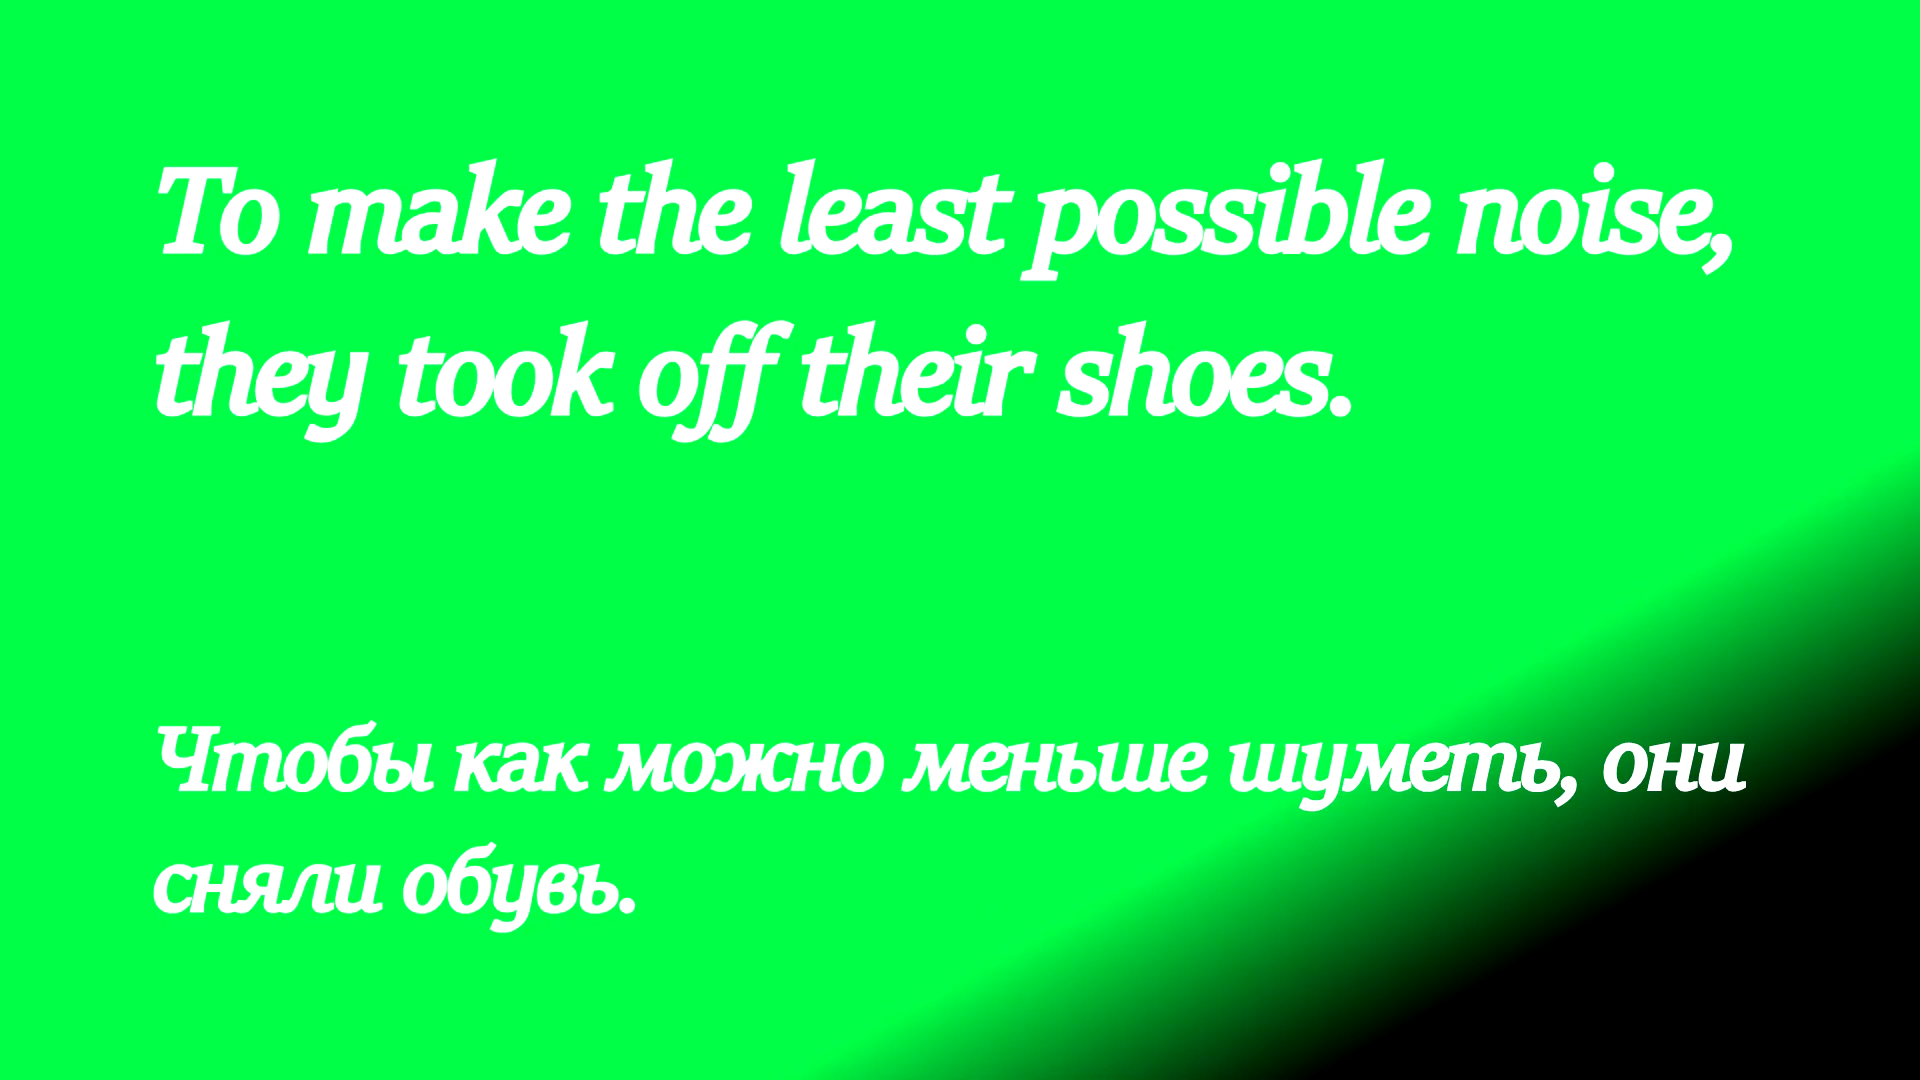 To make the least possible noise,
they took off their shoes.
Чтобы как можно меньше шуметь, они
сняли обувь.